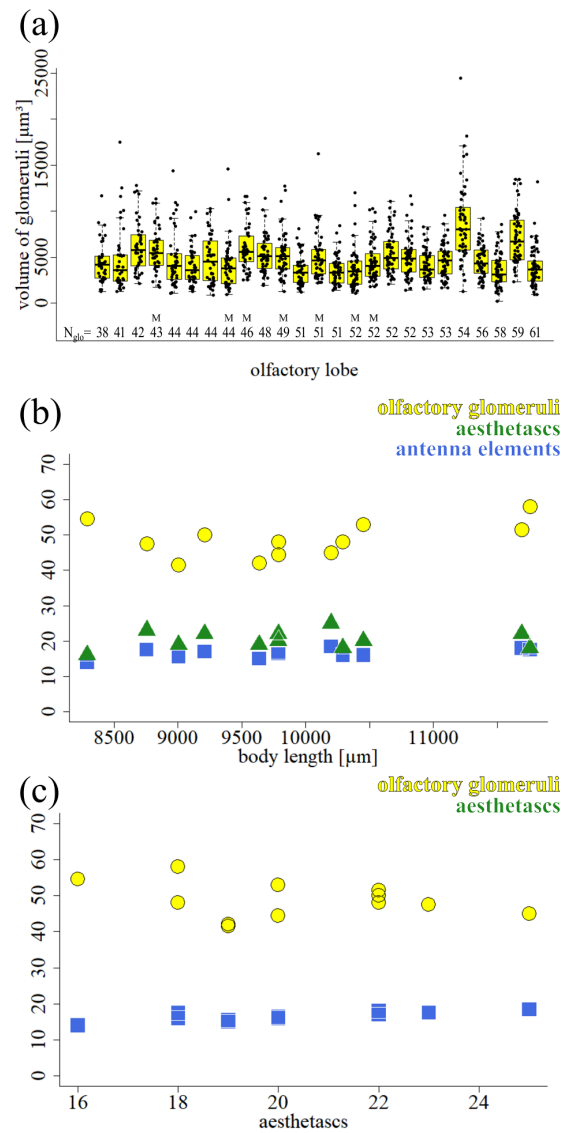 (a)
25000
15000
5000
0
volume of glomeruli [µm³]
M M M M M M M
N_glo= 38 41 42 43 44 44 44 44 46 48 49 51 51 51 52 52 52 52 53 53 54 56 58 59 61
olfactory lobe
(b)
olfactory glomeruli
aesthetascs
antenna elements
70
60
50
40
30
20
10
0
8500 9000 9500 10000 11000
body length [µm]
(c)
olfactory glomeruli
aesthetascs
70
60
50
40
30
20
10
0
16 18 20 22 24
aesthetascs